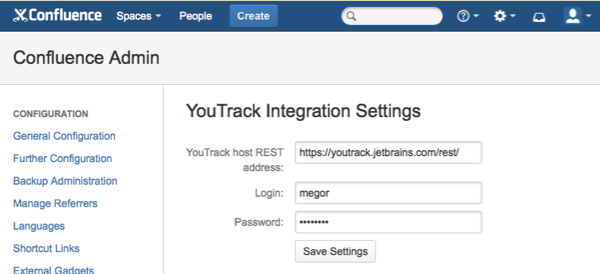 Confluence Spaces People Create
Confluence Admin
CONFIGURATION
General Configuration
Further Configuration
Backup Administration
Manage Referrers
Languages
Shortcut Links
External Gadgets
YouTrack Integration Settings
YouTrack host REST address: https://youtrack.jetbrains.com/rest/
Login: megor
Password: ••••••••
Save Settings